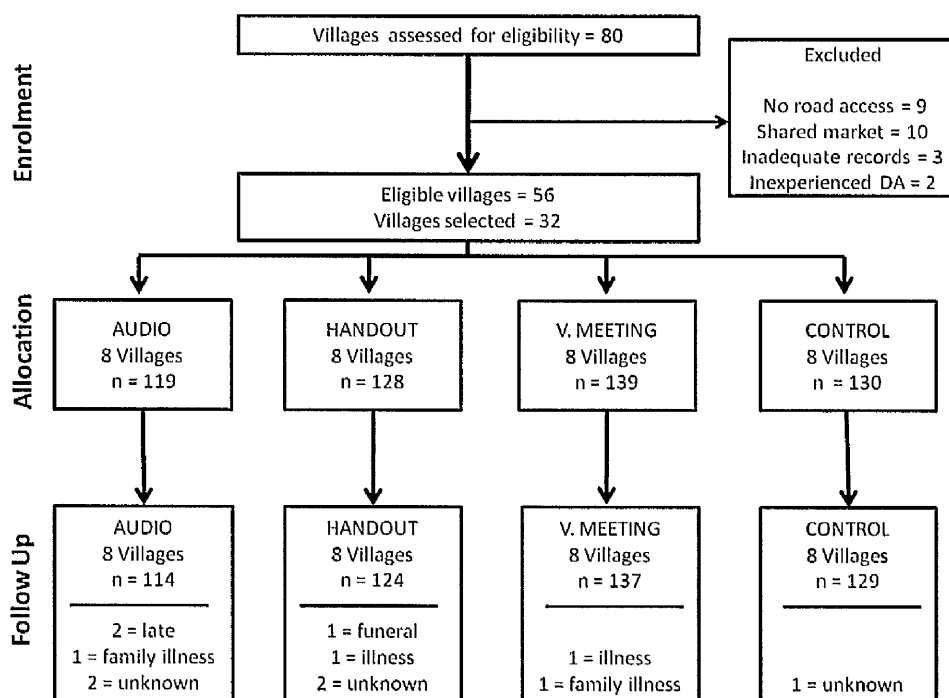 Villages assessed for eligibility = 80
Excluded
No road access = 9
Shared market = 10
Inadequate records = 3
Inexperienced DA = 2
Enrolment
Eligible villages = 56
Villages selected = 32
Allocation
AUDIO
8 Villages
n = 119
HANDOUT
8 Villages
n = 128
V. MEETING
8 Villages
n = 139
CONTROL
8 Villages
n = 130
Follow Up
AUDIO
8 Villages
n = 114
2 = late
1 = family illness
2 = unknown
HANDOUT
8 Villages
n = 124
1 = funeral
1 = illness
2 = unknown
V. MEETING
8 Villages
n = 137
1 = illness
1 = family illness
CONTROL
8 Villages
n = 129
1 = unknown